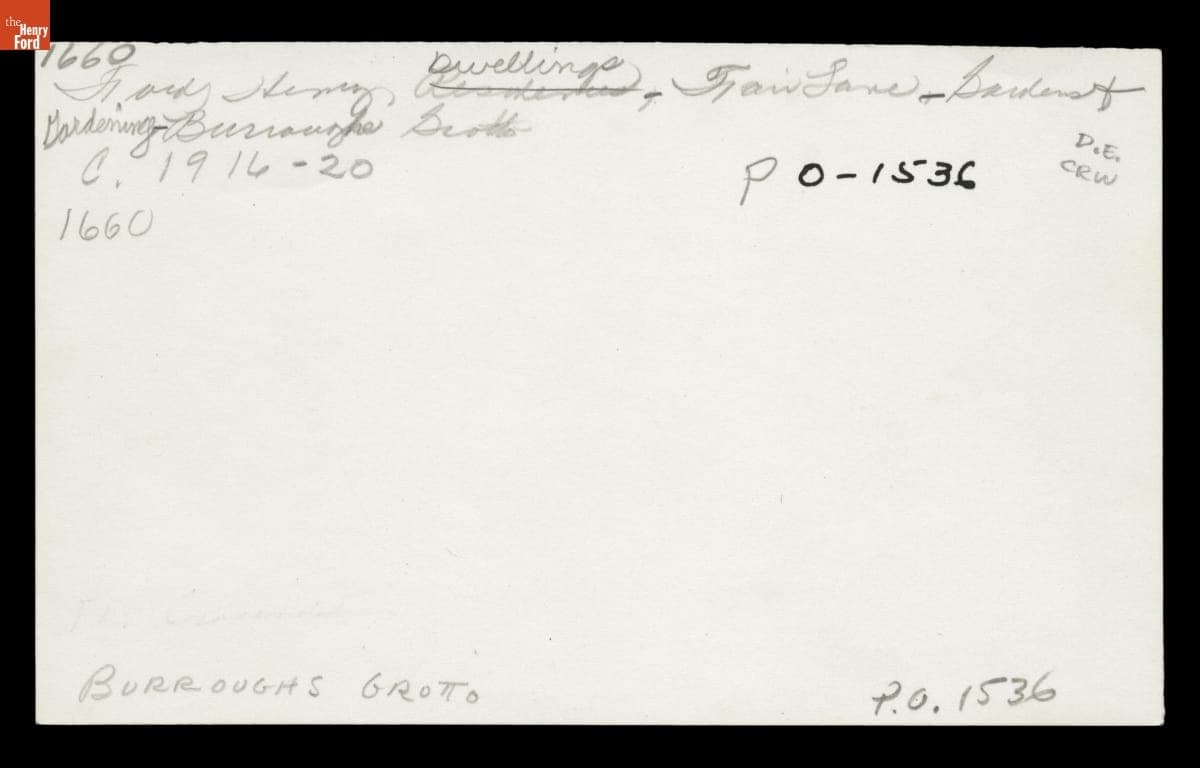 the
Henry
Ford
1660
Dwellings
Ford, Henry, Residences, - Fair Lane - Gardens &
Gardening - Burroughs Grotto
C. 1916-20
P 0-1536
D.E.
CRW
1660
BURROUGHS GROTTO
P.O. 1536